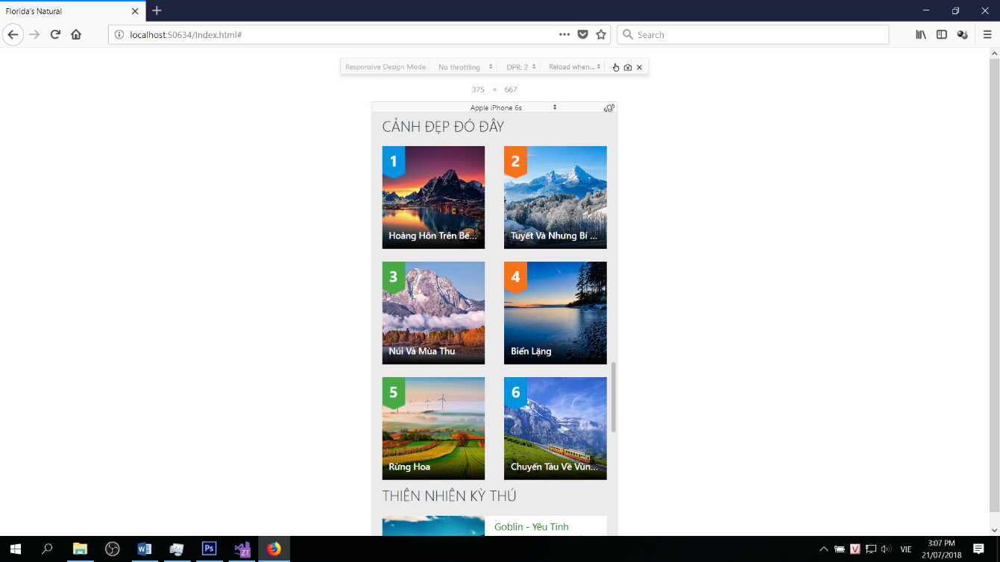 Florida's Natural
localhost:50634/Index.html#
Search
Responsive Design Mode
No throttling
DPR: 2
Reload when...
375 × 667
Apple iPhone 6s
CẢNH ĐẸP ĐÓ ĐÂY
1
2
Hoàng Hôn Trên Bế...
Tuyết Và Nhưng Bí ...
3
4
Núi Và Mùa Thu
Biển Lặng
5
6
Rừng Hoa
Chuyến Tàu Về Vùn...
THIÊN NHIÊN KỲ THÚ
Goblin - Yêu Tinh
W
Ps
ZT
V
VIE
3:07 PM
21/07/2018